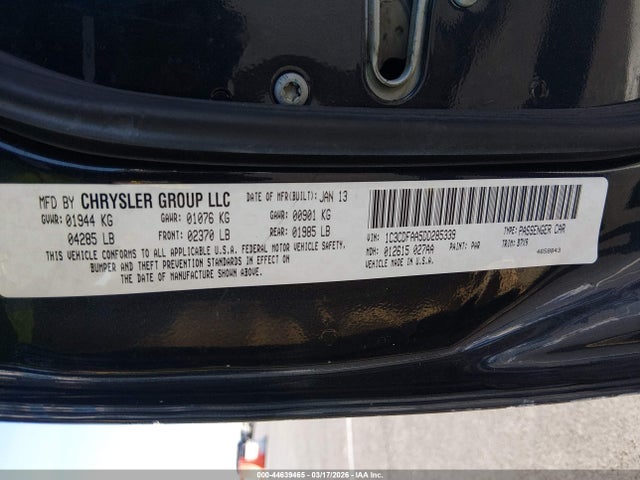 MFD BY CHRYSLER GROUP LLC DATE OF MFR(BUILT): JAN 13
GVWR: 01944 KG GAWR: 01076 KG GAWR: 00901 KG
04285 LB FRONT: 02370 LB REAR: 01985 LB
THIS VEHICLE CONFORMS TO ALL APPLICABLE U.S.A. FEDERAL MOTOR VEHICLE SAFETY,
BUMPER AND THEFT PREVENTION STANDARDS IN EFFECT ON
THE DATE OF MANUFACTURE SHOWN ABOVE.
VIN: 1C3CDFAA5DD285339 TYPE: PASSENGER CAR
MDH: 012615 027AA PAINT: PAR TRIM:
VEHICLE MADE IN U.S.A. 4658843
000-44639465 - 03/17/2026 - IAA Inc.